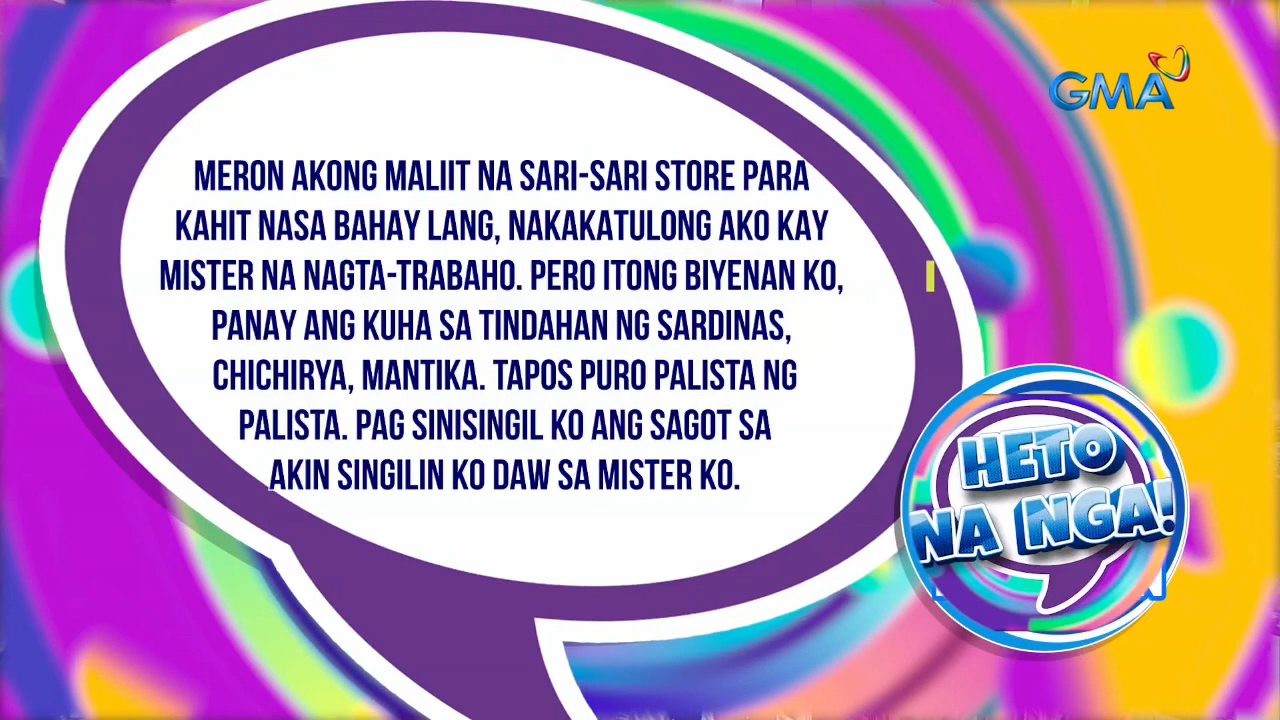 GMA
MERON AKONG MALIIT NA SARI-SARI STORE PARA
KAHIT NASA BAHAY LANG, NAKAKATULONG AKO KAY
MISTER NA NAGTA-TRABAHO. PERO ITONG BIYENAN KO,
PANAY ANG KUHA SA TINDAHAN NG SARDINAS,
CHICHIRYA, MANTIKA. TAPOS PURO PALISTA NG
PALISTA. PAG SINISINGIL KO ANG SAGOT SA
AKIN SINGILIN KO DAW SA MISTER KO.
HETO
NA NGA!